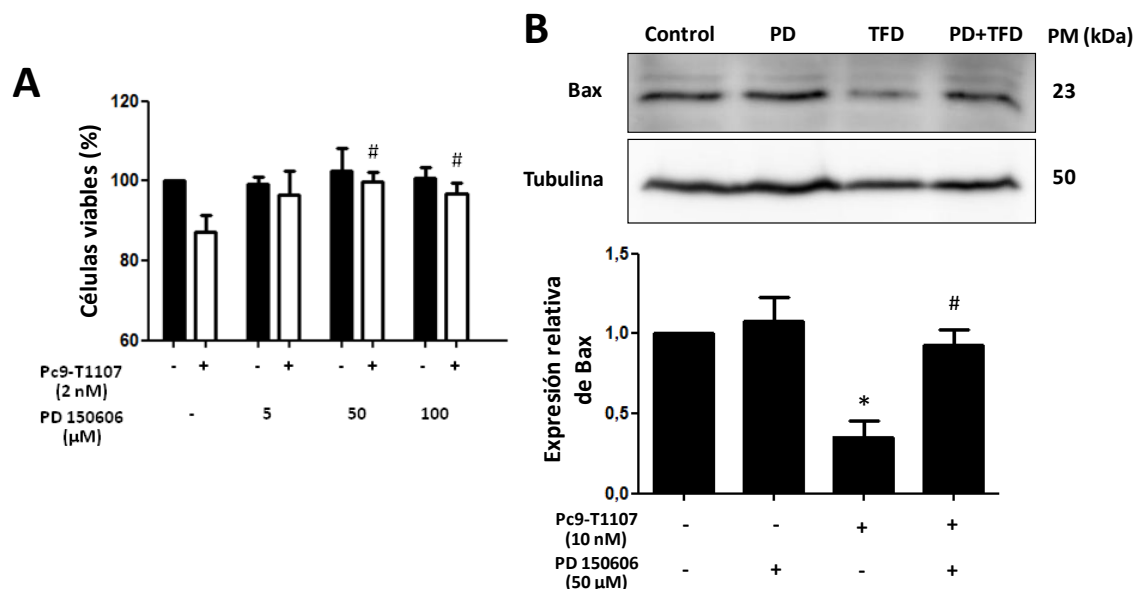 A
120
100
80
60
Células viables (%)
# #
- + - + - + - +
Pc9-T1107
(2 nM)
PD 150606
(µM)
- 5 50 100
B
Control PD TFD PD+TFD PM (kDa)
Bax 23
Tubulina 50
1,5
1,0
0,5
0,0
Expresión relativa
de Bax
* #
Pc9-T1107
(10 nM)
- - + +
PD 150606
(50 µM)
- + - +